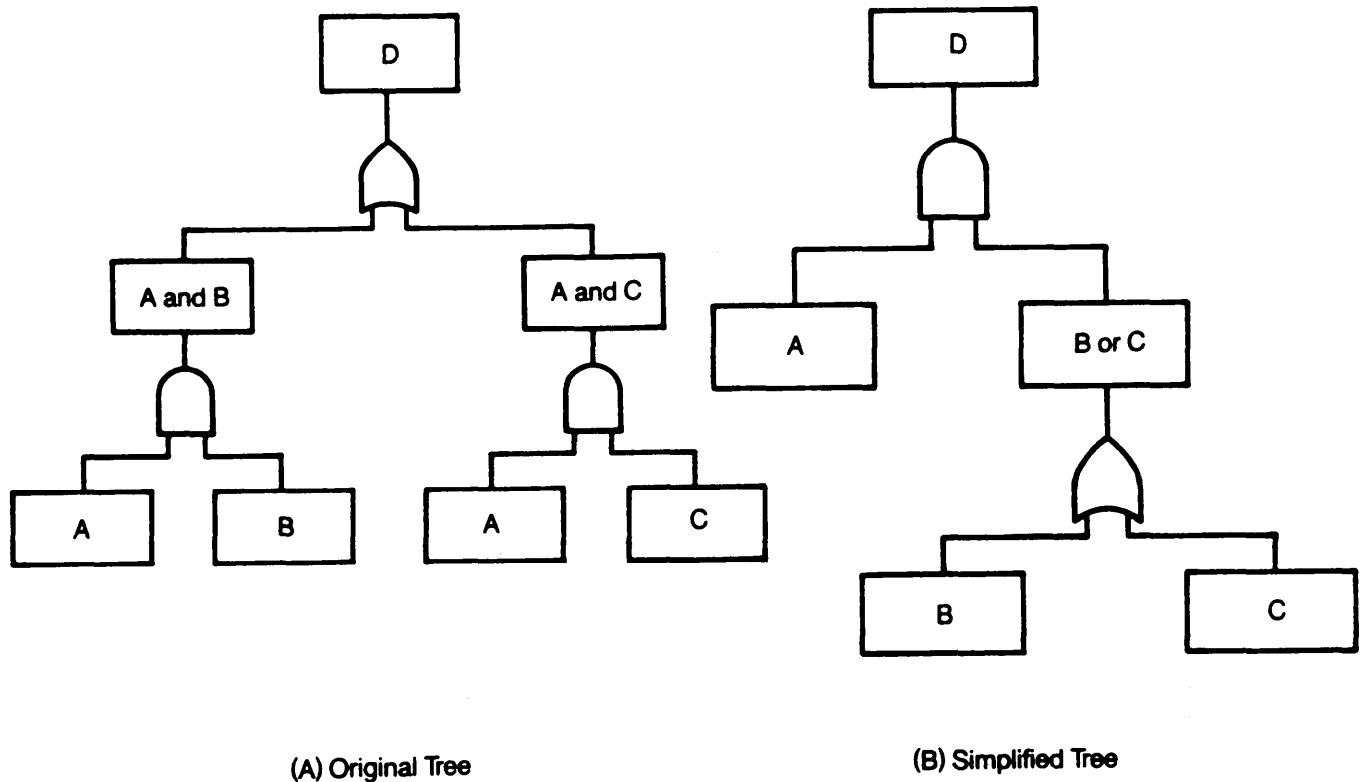 D
A and B
A and C
A
B
A
C
(A) Original Tree
D
A
B or C
B
C
(B) Simplified Tree